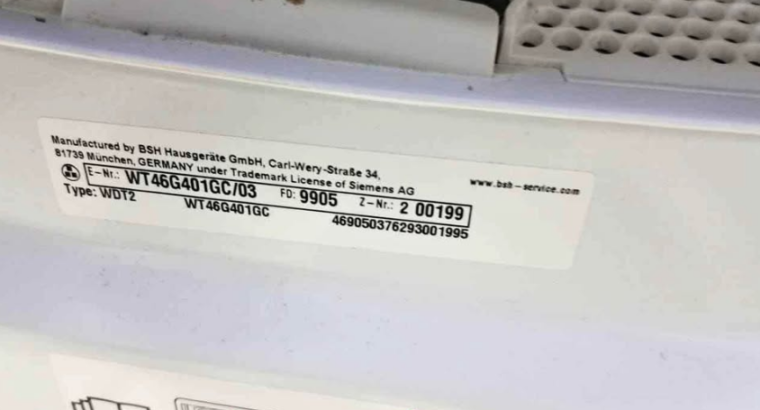 Manufactured by BSH Hausgeräte GmbH, Carl-Wery-Straße 34,
81739 München, GERMANY under Trademark License of Siemens AG
www.bsh-service.com
E-Nr.: WT46G401GC/03 FD: 9905 Z-Nr.: 2 00199
Type: WDT2 WT46G401GC 469050376293001995